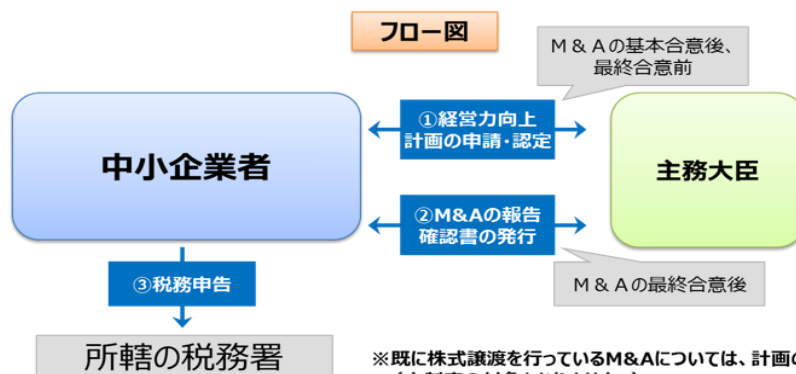 フロー図
M&Aの基本合意後、
最終合意前
中小企業者
①経営力向上
計画の申請・認定
主務大臣
②M&Aの報告
確認書の発行
③税務申告
M&Aの最終合意後
所轄の税務署
※既に株式譲渡を行っているM&Aについては、計画の